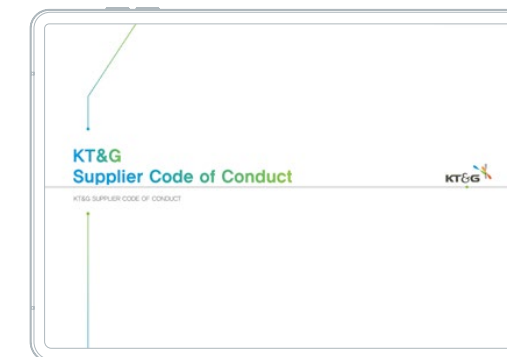 KT&G
Supplier Code of Conduct
KT&G
KT&G SUPPLIER CODE OF CONDUCT